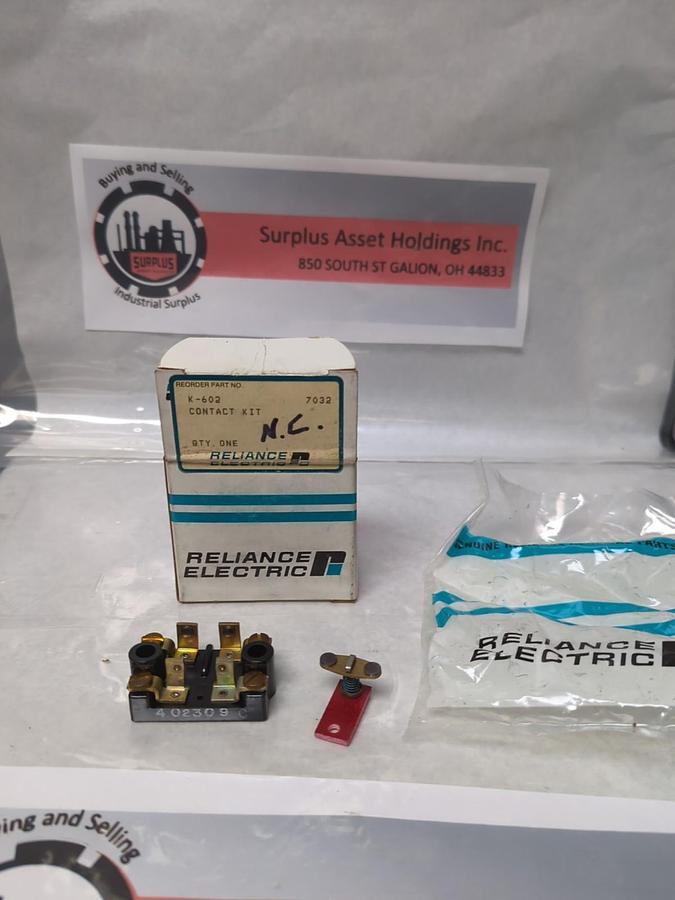 Buying and Selling
SURPLUS
Industrial Surplus
Surplus Asset Holdings Inc.
850 SOUTH ST GALION, OH 44833
REORDER PART NO.
K-602 7032
CONTACT KIT
N.C.
QTY. ONE
RELIANCE
ELECTRIC
RELIANCE
ELECTRIC
402309 C
PARTS
RELIANCE
ELECTRIC
ing and Selling